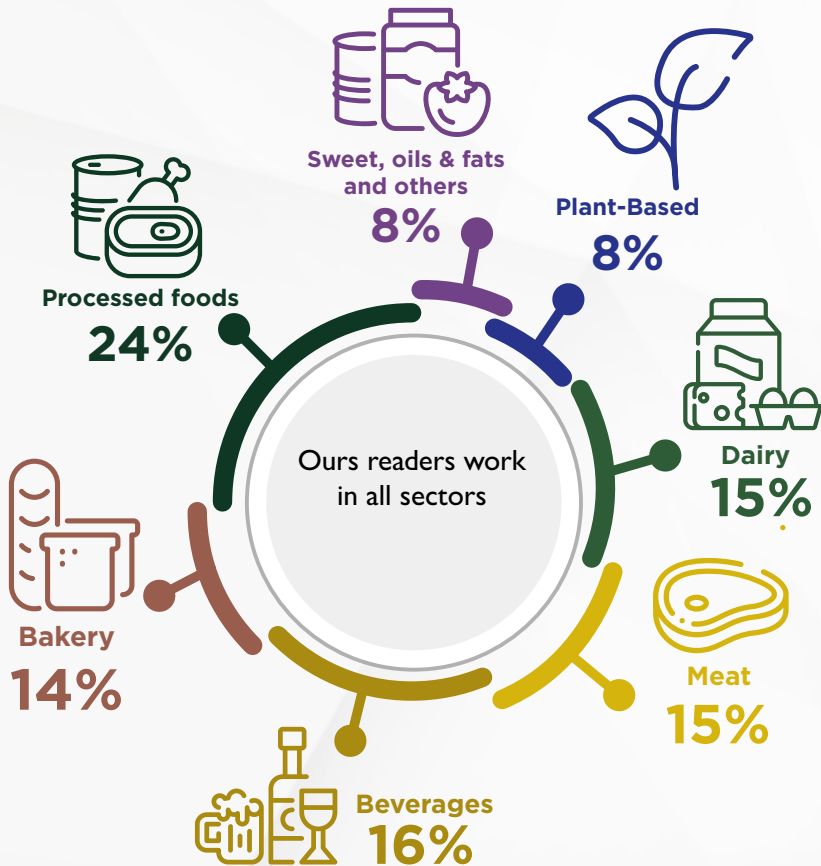 Sweet, oils & fats
and others
8%
Plant-Based
8%
Processed foods
24%
Ours readers work
in all sectors
Dairy
15%
Bakery
14%
Meat
15%
Beverages
16%